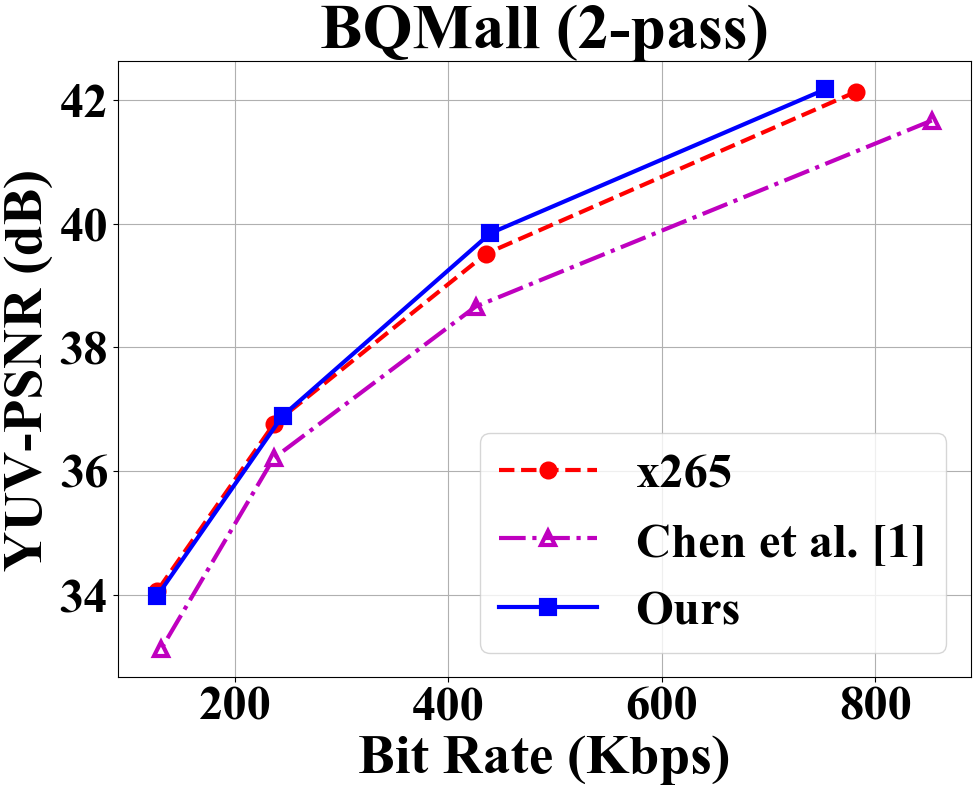 BQMall (2-pass)
YUV-PSNR (dB)
42
40
38
36
34
x265
Chen et al. [1]
Ours
200 400 600 800
Bit Rate (Kbps)